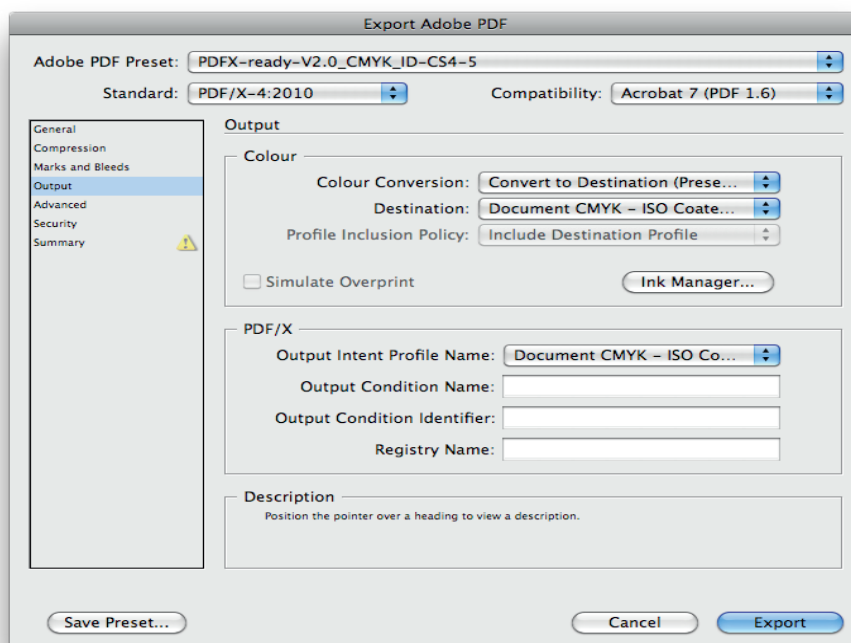 Export Adobe PDF
Adobe PDF Preset: PDFX-ready-V2.0_CMYK_ID-CS4-5
Standard: PDF/X-4:2010 Compatibility: Acrobat 7 (PDF 1.6)
General
Compression
Marks and Bleeds
Output
Advanced
Security
Summary
Output
Colour
Colour Conversion: Convert to Destination (Prese...
Destination: Document CMYK - ISO Coate...
Profile Inclusion Policy: Include Destination Profile
Simulate Overprint Ink Manager...
PDF/X
Output Intent Profile Name: Document CMYK - ISO Co...
Output Condition Name:
Output Condition Identifier:
Registry Name:
Description
Position the pointer over a heading to view a description.
Save Preset... Cancel Export